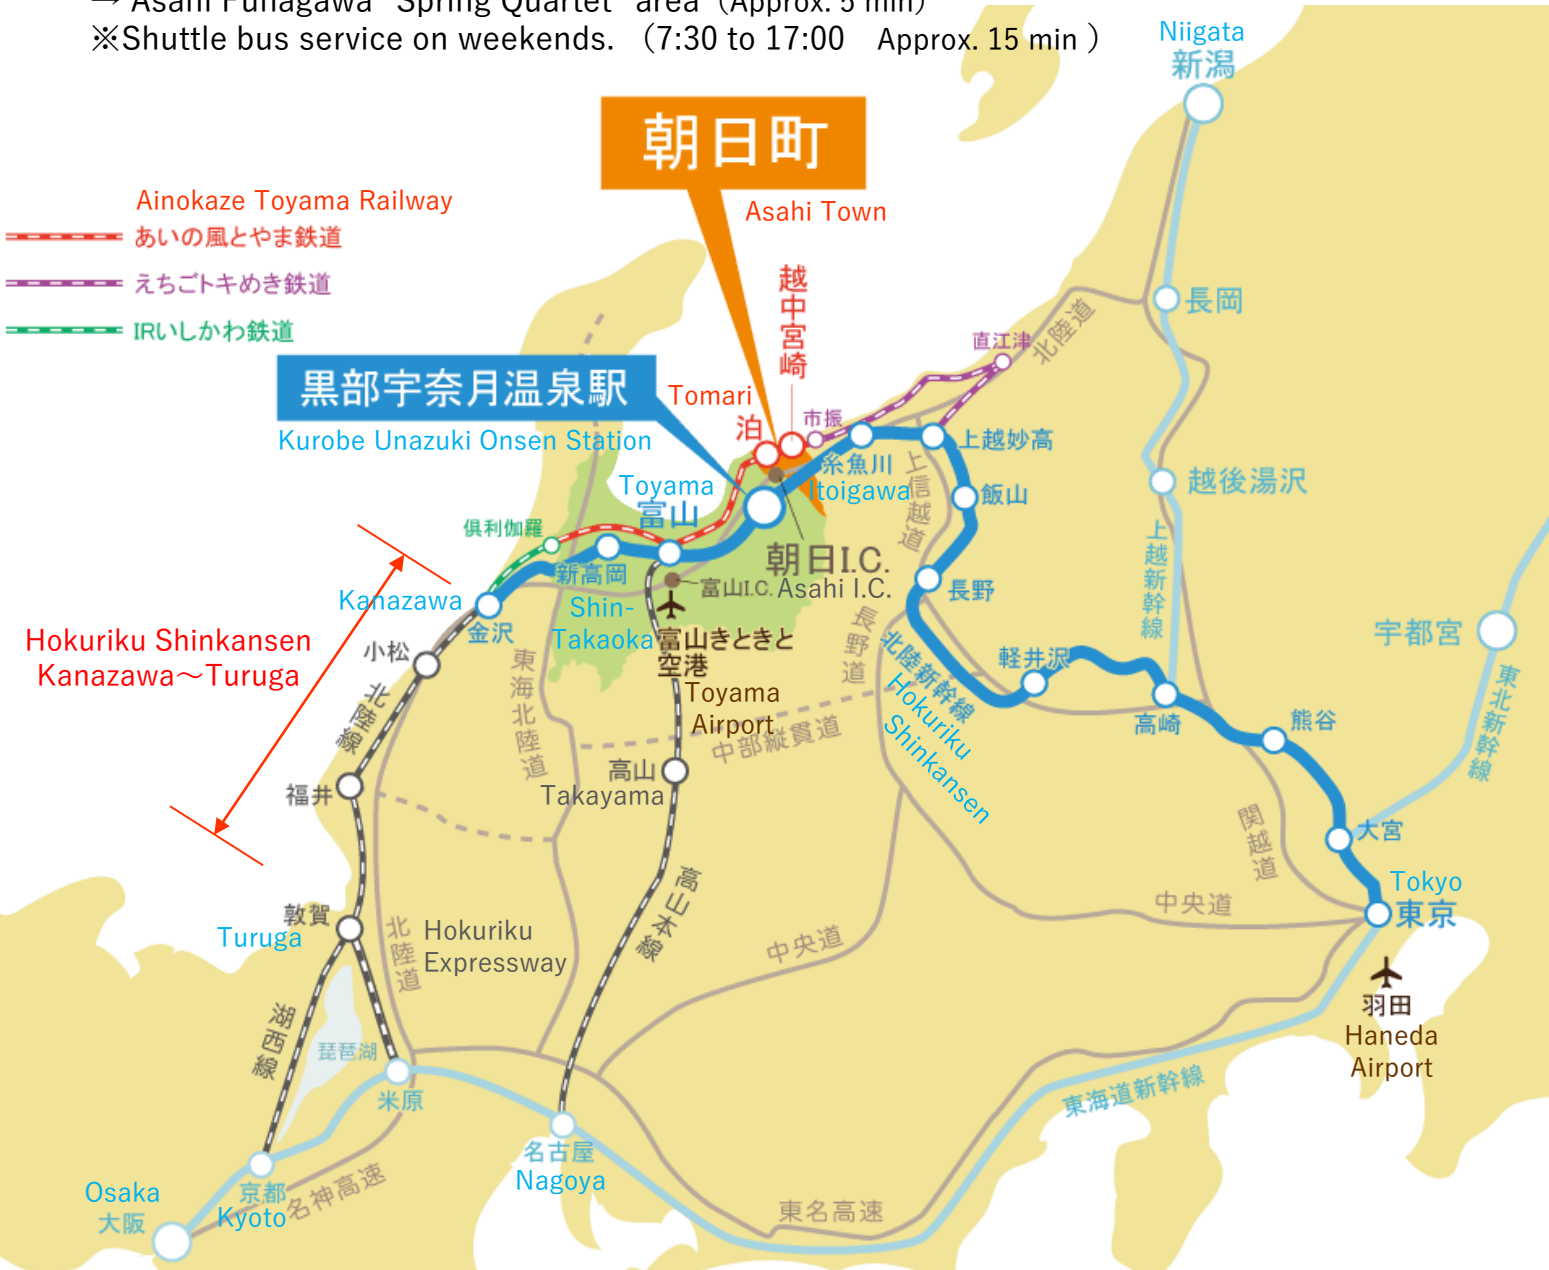 → Asahi Funagawa "Spring Quartet" area (Approx. 5 min)
※Shuttle bus service on weekends. （7:30 to 17:00　Approx. 15 min ）
Niigata
新潟
朝日町
Asahi Town
Ainokaze Toyama Railway
あいの風とやま鉄道
えちごトキめき鉄道
IRいしかわ鉄道
越中宮崎
長岡
北陸道
直江津
黒部宇奈月温泉駅
Kurobe Unazuki Onsen Station
Tomari
泊
市振
糸魚川
Itoigawa
上越妙高
上信越道
飯山
越後湯沢
上越新幹線
Toyama
富山
倶利伽羅
新高岡
Shin-
Takaoka
朝日I.C.
Asahi I.C.
富山I.C.
富山きときと
空港
Toyama
Airport
長野
長野道
北陸新幹線
Hokuriku
Shinkansen
軽井沢
高崎
熊谷
宇都宮
東北新幹線
Kanazawa
金沢
Hokuriku Shinkansen
Kanazawa～Turuga
小松
北陸線
東海北陸道
中部縦貫道
福井
高山
Takayama
関越道
大宮
Tokyo
東京
中央道
中央道
高山本線
敦賀
Turuga
北陸道
Hokuriku
Expressway
羽田
Haneda
Airport
湖西線
琵琶湖
米原
東海道新幹線
名古屋
Nagoya
Osaka
大阪
京都
Kyoto
名神高速
東名高速